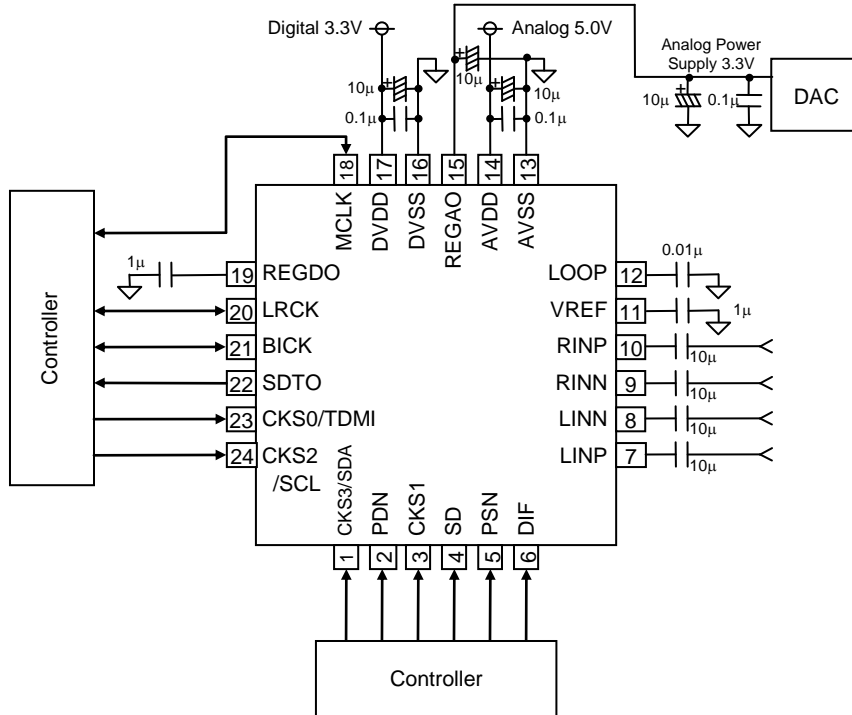 Digital 3.3V
Analog 5.0V
Analog Power
Supply 3.3V
10μ
10μ
10μ
0.1μ
0.1μ
10μ
0.1μ
DAC
18
17
16
15
14
13
MCLK
DVDD
DVSS
REGAO
AVDD
AVSS
Controller
1μ
19
REGDO
20
LRCK
21
BICK
22
SDTO
23
CKS0/TDMI
24
CKS2
/SCL
LOOP
12
0.01μ
VREF
11
1μ
RINP
10
10μ
RINN
9
10μ
LINN
8
10μ
LINP
7
10μ
CKS3/SDA
PDN
CKS1
SD
PSN
DIF
1
2
3
4
5
6
Controller